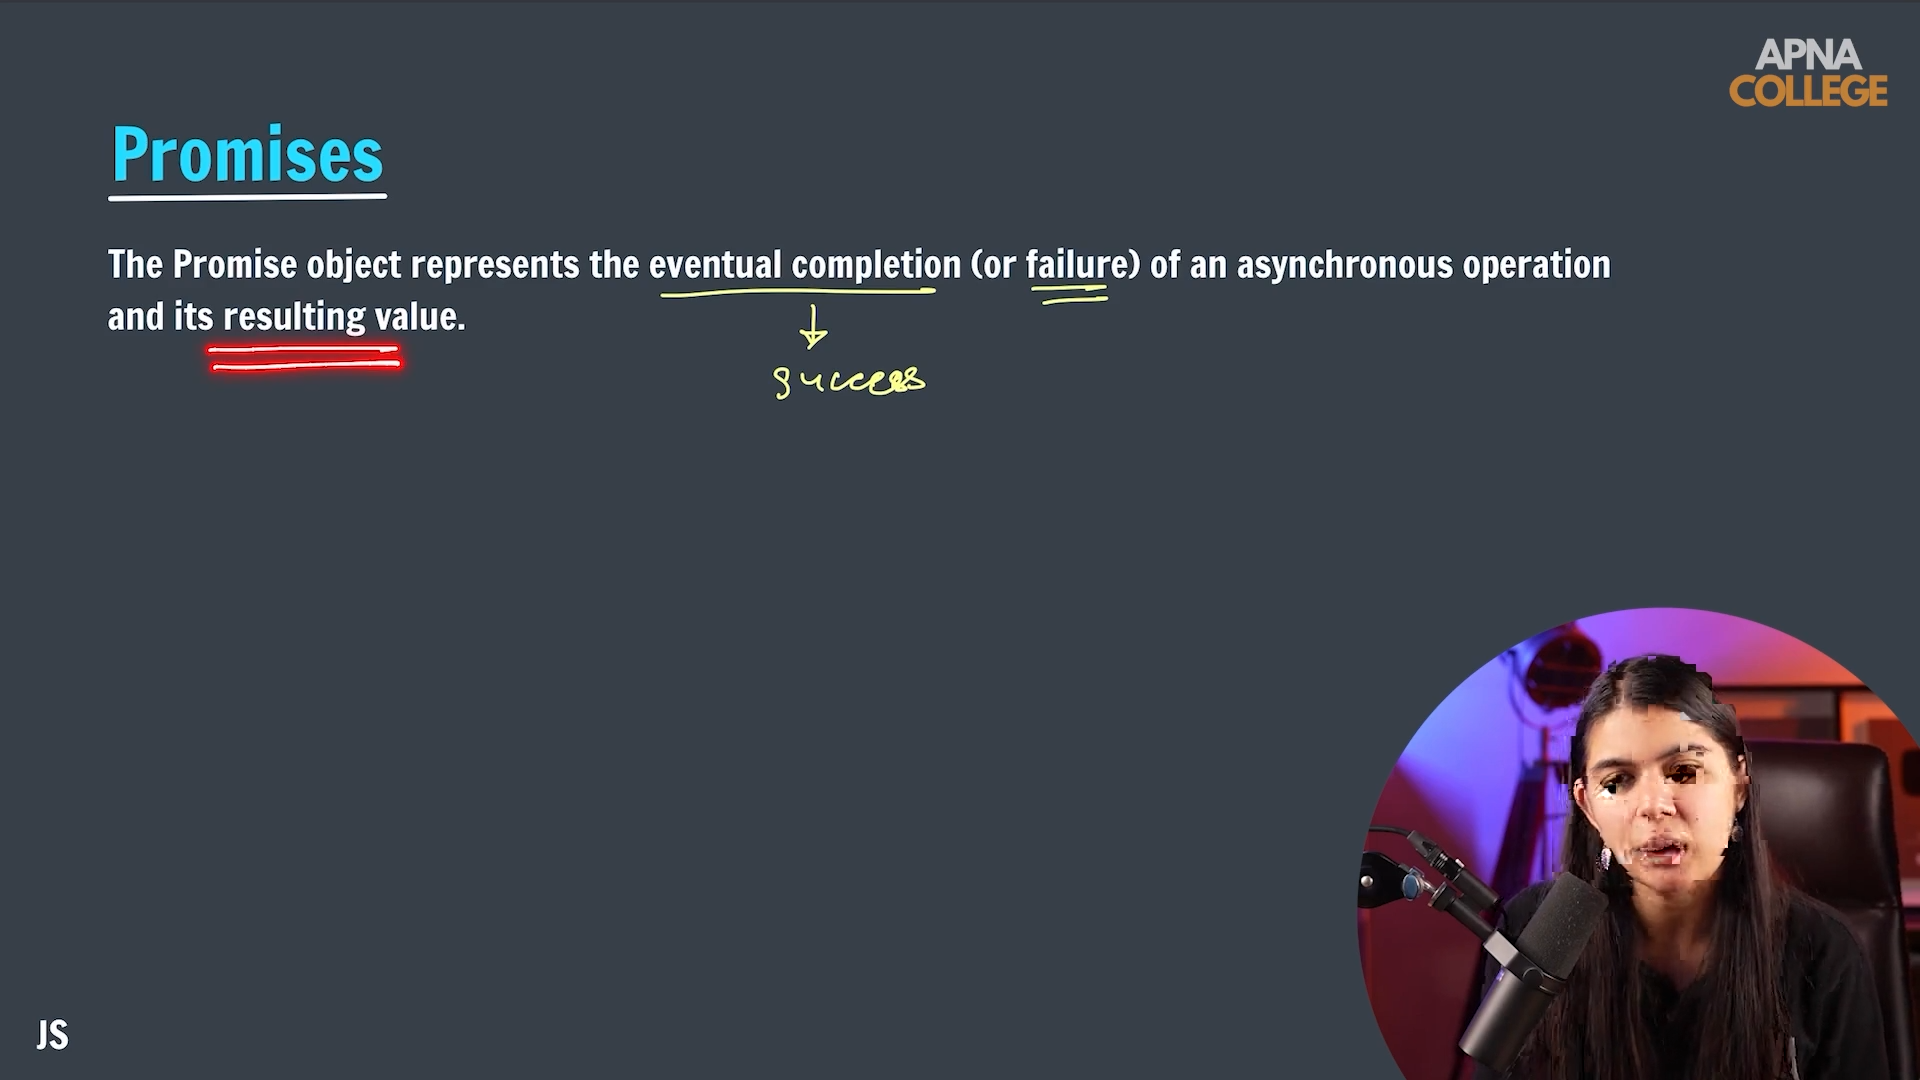 APNA
COLLEGE
Promises
The Promise object represents the eventual completion (or failure) of an asynchronous operation
and its resulting value.
success
JS